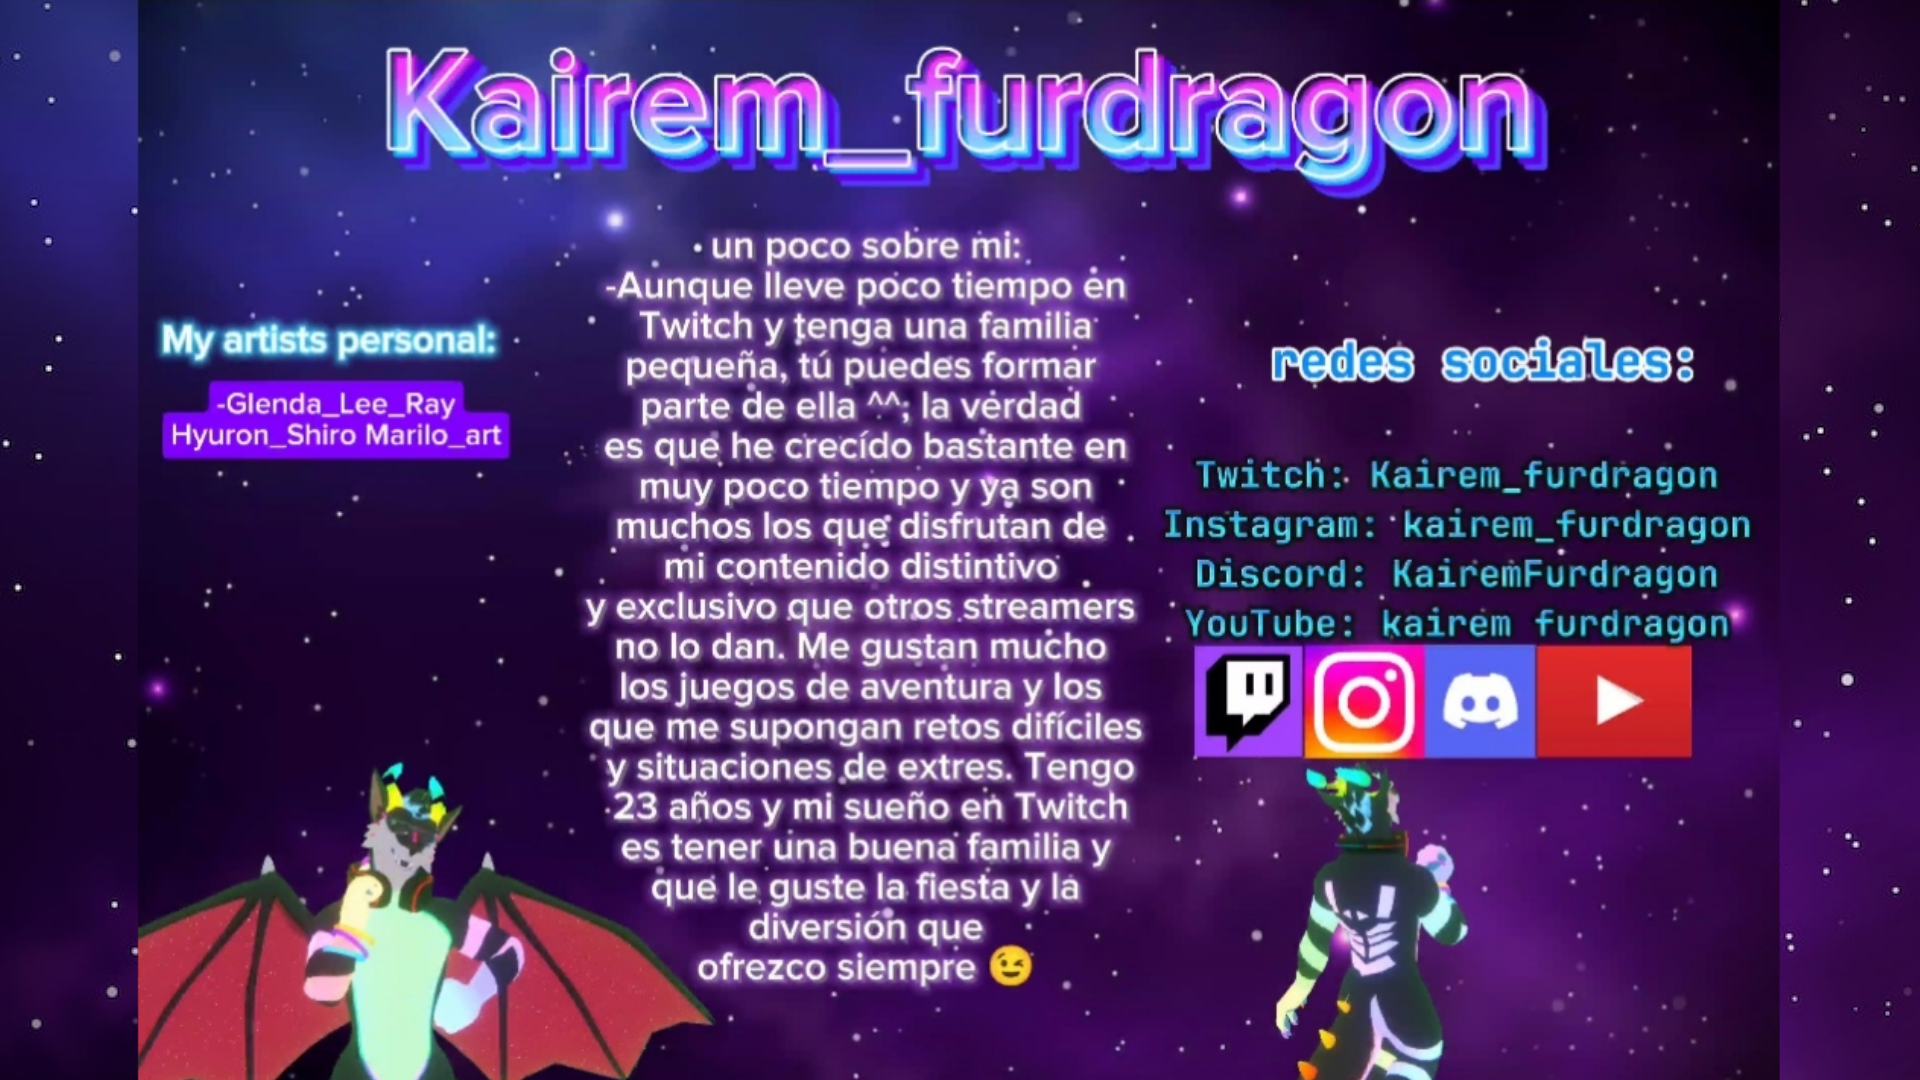 Kairem_furdragon
My artists personal:
-Glenda_Lee_Ray
Hyuron_Shiro Marilo_art
• un poco sobre mi:
-Aunque lleve poco tiempo en
Twitch y tenga una familia
pequeña, tú puedes formar
parte de ella ^^; la verdad
es que he crecído bastante en
muy poco tiempo y ya son
muchos los que disfrutan de
mi contenido distintivo
y exclusivo que otros streamers
no lo dan. Me gustan mucho
los juegos de aventura y los
que me supongan retos difíciles
y situaciones de extres. Tengo
23 años y mi sueño en Twitch
es tener una buena familia y
que le guste la fiesta y la
diversión que
ofrezco siempre 😉
redes sociales:
Twitch: Kairem_furdragon
Instagram: kairem_furdragon
Discord: KairemFurdragon
YouTube: kairem furdragon